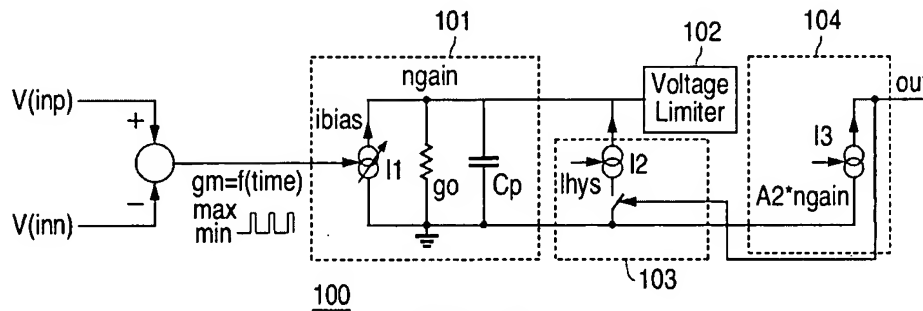 101
102
104
V(inp)
+
ngain
Voltage
Limiter
out
ibias
I1
go
Cp
I2
Ihys
I3
A2*ngain
gm=f(time)
max
min
−
V(inn)
103
100